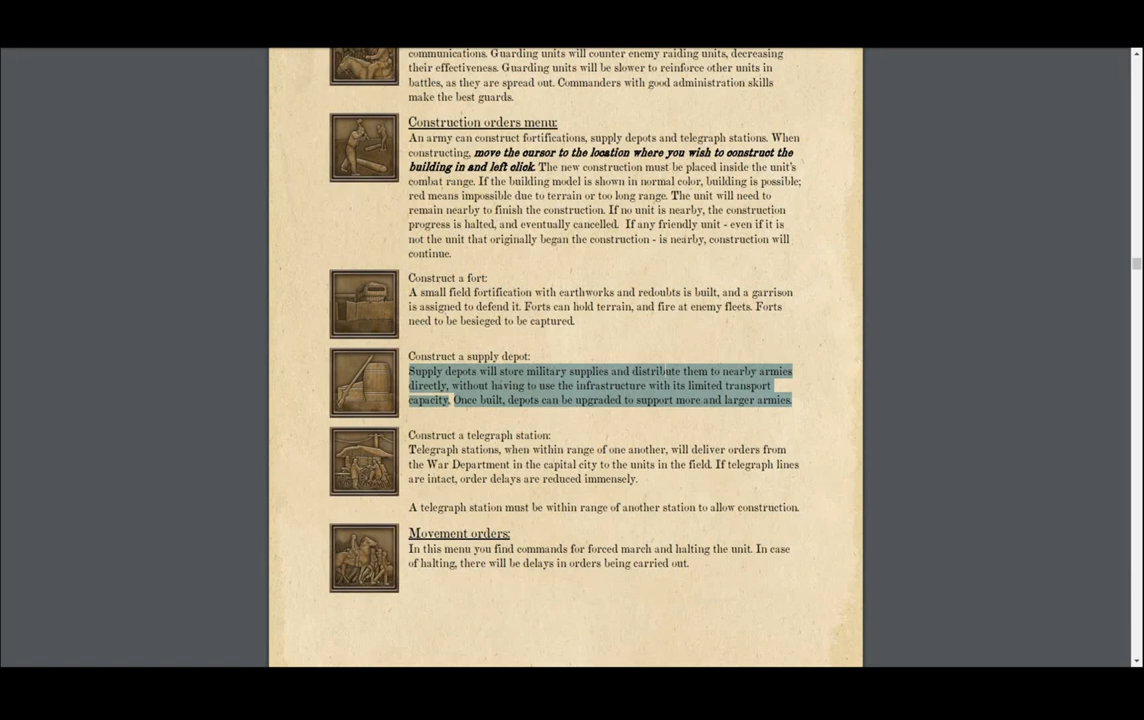 communications. Guarding units will counter enemy raiding units, decreasing
their effectiveness. Guarding units will be slower to reinforce other units in
battles, as they are spread out. Commanders with good administration skills
make the best guards.
Construction orders menu:
An army can construct fortifications, supply depots and telegraph stations. When
constructing, move the cursor to the location where you wish to construct the
building in and left click. The new construction must be placed inside the unit's
combat range. If the building model is shown in normal color, building is possible;
red means impossible due to terrain or too long range. The unit will need to
remain nearby to finish the construction. If no unit is nearby, the construction
progress is halted, and eventually cancelled. If any friendly unit - even if it is
not the unit that originally began the construction - is nearby, construction will
continue.
Construct a fort:
A small field fortification with earthworks and redoubts is built, and a garrison
is assigned to defend it. Forts can hold terrain, and fire at enemy fleets. Forts
need to be besieged to be captured.
Construct a supply depot:
Supply depots will store military supplies and distribute them to nearby armies
directly, without having to use the infrastructure with its limited transport
capacity. Once built, depots can be upgraded to support more and larger armies.
Construct a telegraph station:
Telegraph stations, when within range of one another, will deliver orders from
the War Department in the capital city to the units in the field. If telegraph lines
are intact, order delays are reduced immensely.
A telegraph station must be within range of another station to allow construction.
Movement orders:
In this menu you find commands for forced march and halting the unit. In case
of halting, there will be delays in orders being carried out.